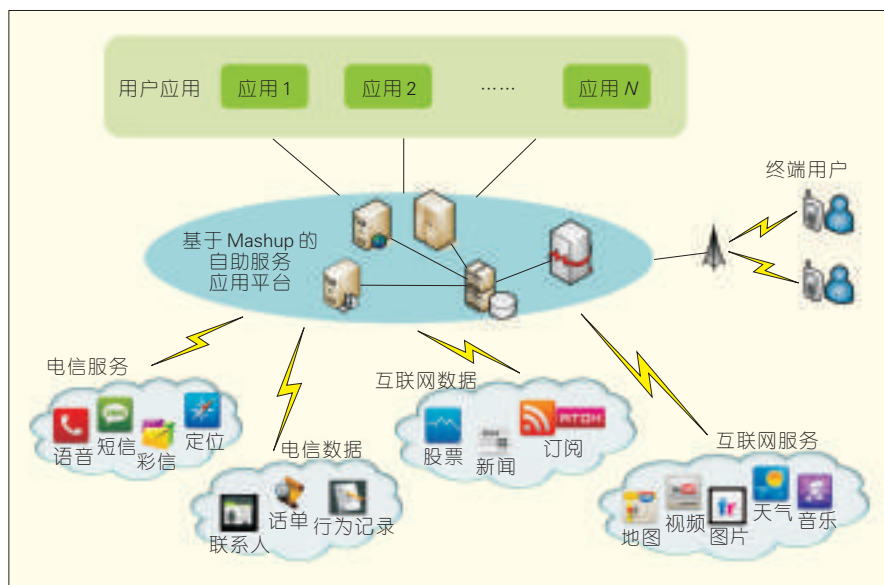 用户应用
应用 1
应用 2
……
应用 N
终端用户
基于 Mashup 的
自助服务
应用平台
电信服务
语音
短信
彩信
定位
电信数据
联系人
话单
行为记录
互联网数据
股票
新闻
订阅
ATOM
互联网服务
地图
视频
图片
天气
音乐